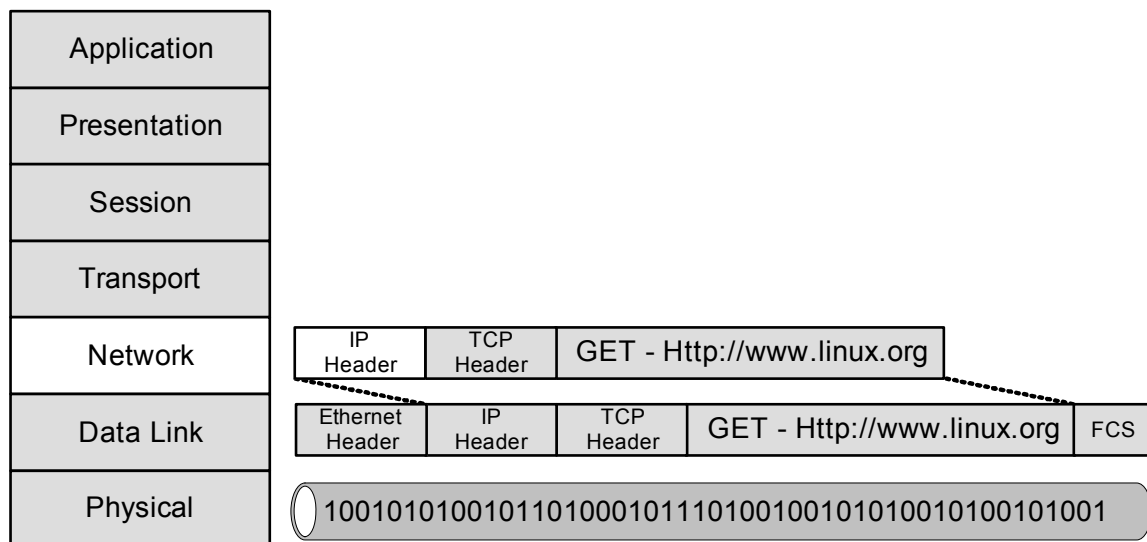 Application
Presentation
Session
Transport
Network
IP
Header
TCP
Header
GET - Http://www.linux.org
Data Link
Ethernet
Header
IP
Header
TCP
Header
GET - Http://www.linux.org
FCS
Physical
1001010100101101000101110100100101010010100101001